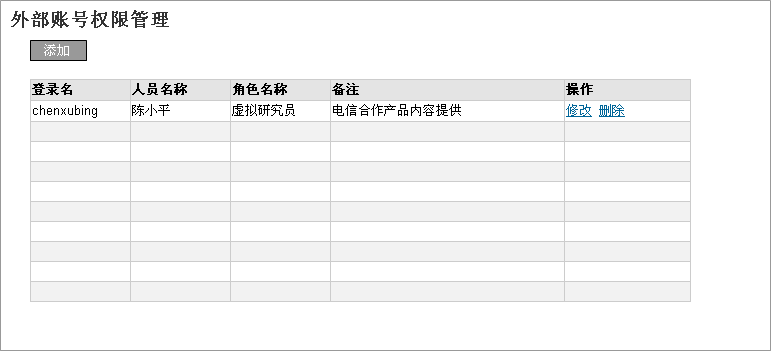 外部账号权限管理
添加
登录名 人员名称 角色名称 备注 操作
chenxubing 陈小平 虚拟研究员 电信合作产品内容提供 修改 删除